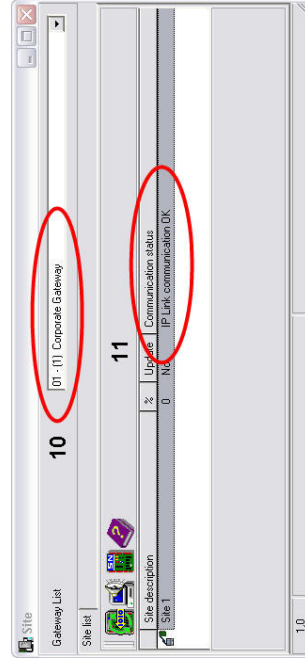 Site
Gateway List
10
01 - (1) Corporate Gateway
Site list
SN
?
11
Site description % Update Communication status
Site 1 0 No IP Link communication OK
1.0